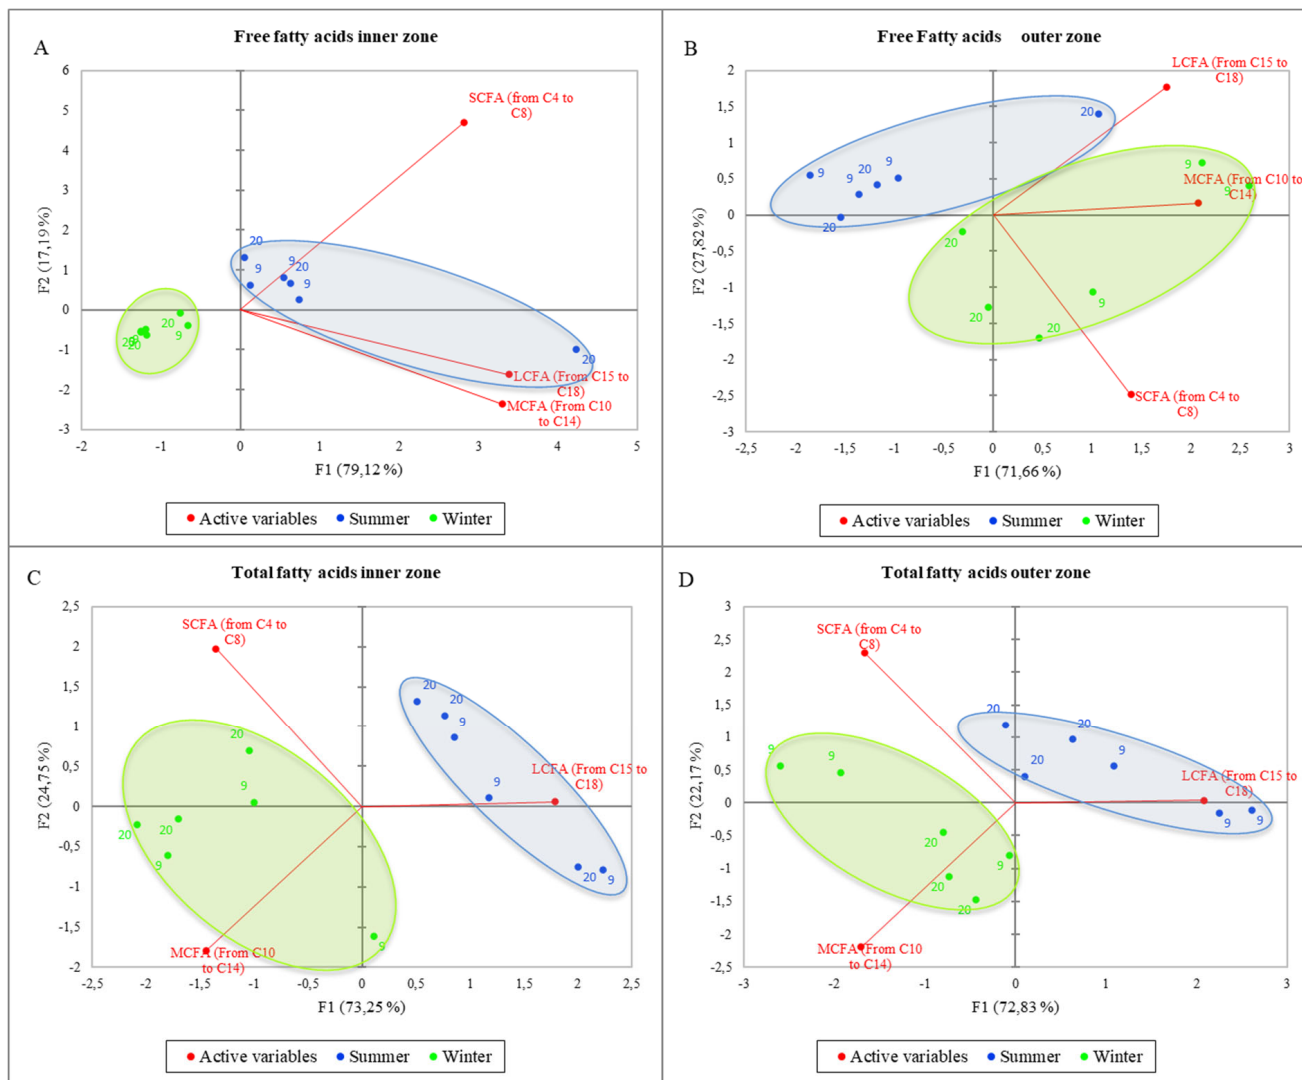 A
Free fatty acids inner zone
6
5
4
3
2
1
0
-1
-2
-3
F2 (17,19 %)
SCFA (from C4 to
C8)
20
9
9
20
9
20
20
9
20
LCFA (From C15 to
C18)
MCFA (From C10
to C14)
-2
-1
0
1
2
3
4
5
F1 (79,12 %)
Active variables
Summer
Winter
B
Free Fatty acids outer zone
2
1,5
1
0,5
0
-0,5
-1
-1,5
-2
-2,5
-3
F2 (27,82 %)
LCFA (From C15 to
C18)
20
9
20
9
9
20
9
MCFA (From C10 to
C14)
9
20
9
20
20
SCFA (from C4 to
C8)
-2
-1
-2
-1
0
0,5
1
1,5
2
2,5
3
F1 (71,66 %)
Active variables
Summer
Winter
C
Total fatty acids inner zone
2,5
2
1,5
1
0,5
0
-0,5
-1
-1,5
-2
F2 (24,75 %)
SCFA (from C4 to
C8)
20
20
9
20
9
9
LCFA (From C15 to
C18)
20
20
9
20
9
9
MCFA (From C10
to C14)
-2,5
-2
-1,5
-1
-0,5
0
0,5
1
1,5
2
2,5
F1 (73,25 %)
Active variables
Summer
Winter
D
Total fatty acids outer zone
3
2,5
2
1,5
1
0,5
0
-0,5
-1
-1,5
-2
-2,5
F2 (22,17 %)
SCFA (from C4 to
C8)
20
20
9
9
9
20
LCFA (From C15 to
C18)
9
9
20
9
20
20
MCFA (From C10
to C14)
-3
-2
-1
0
1
2
3
F1 (72,83 %)
Active variables
Summer
Winter